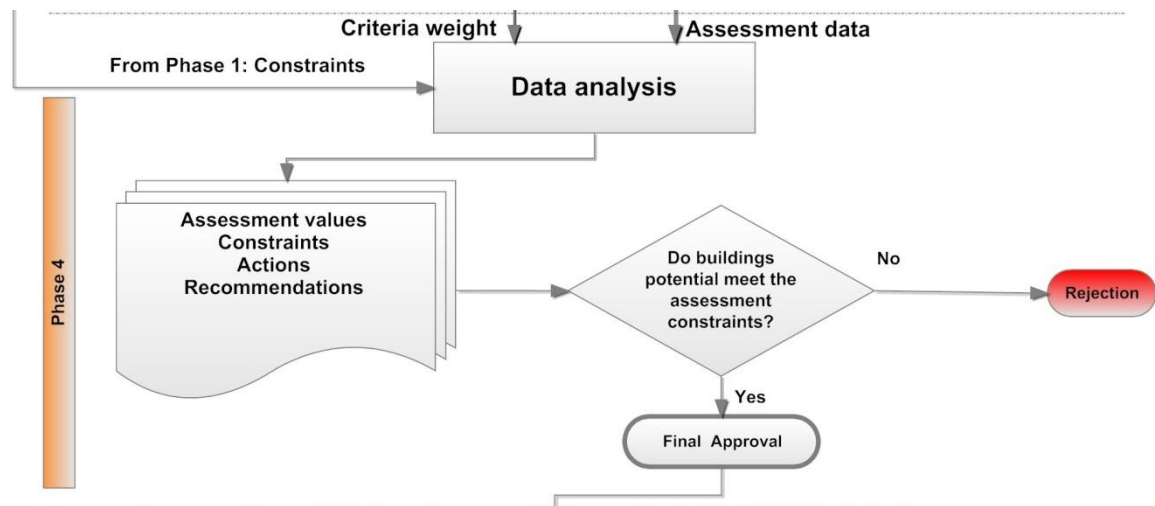 Criteria weight
Assessment data
From Phase 1: Constraints
Data analysis
Phase 4
Assessment values
Constraints
Actions
Recommendations
Do buildings
potential meet the
assessment
constraints?
No
Rejection
Yes
Final Approval